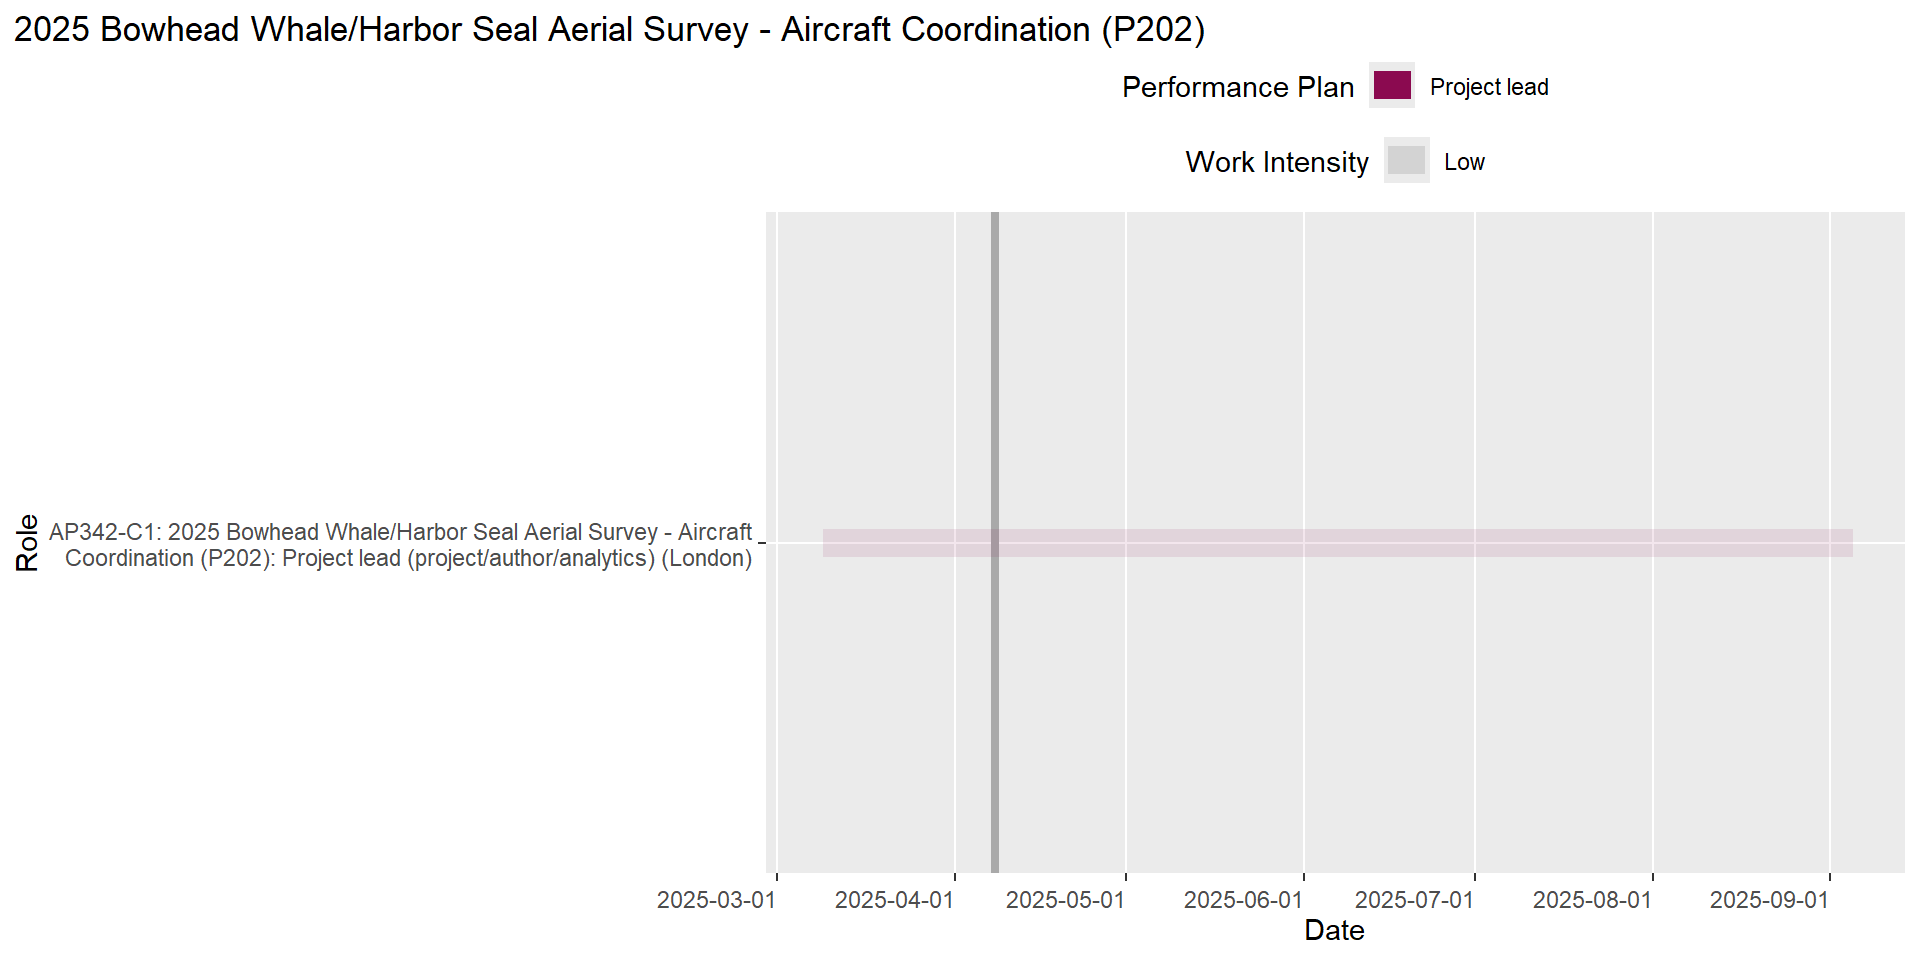 2025 Bowhead Whale/Harbor Seal Aerial Survey - Aircraft Coordination (P202)
Performance Plan
Project lead
Work Intensity
Low
Role
AP342-C1: 2025 Bowhead Whale/Harbor Seal Aerial Survey - Aircraft
Coordination (P202): Project lead (project/author/analytics) (London)
2025-03-01
2025-04-01
2025-05-01
2025-06-01
2025-07-01
2025-08-01
2025-09-01
Date